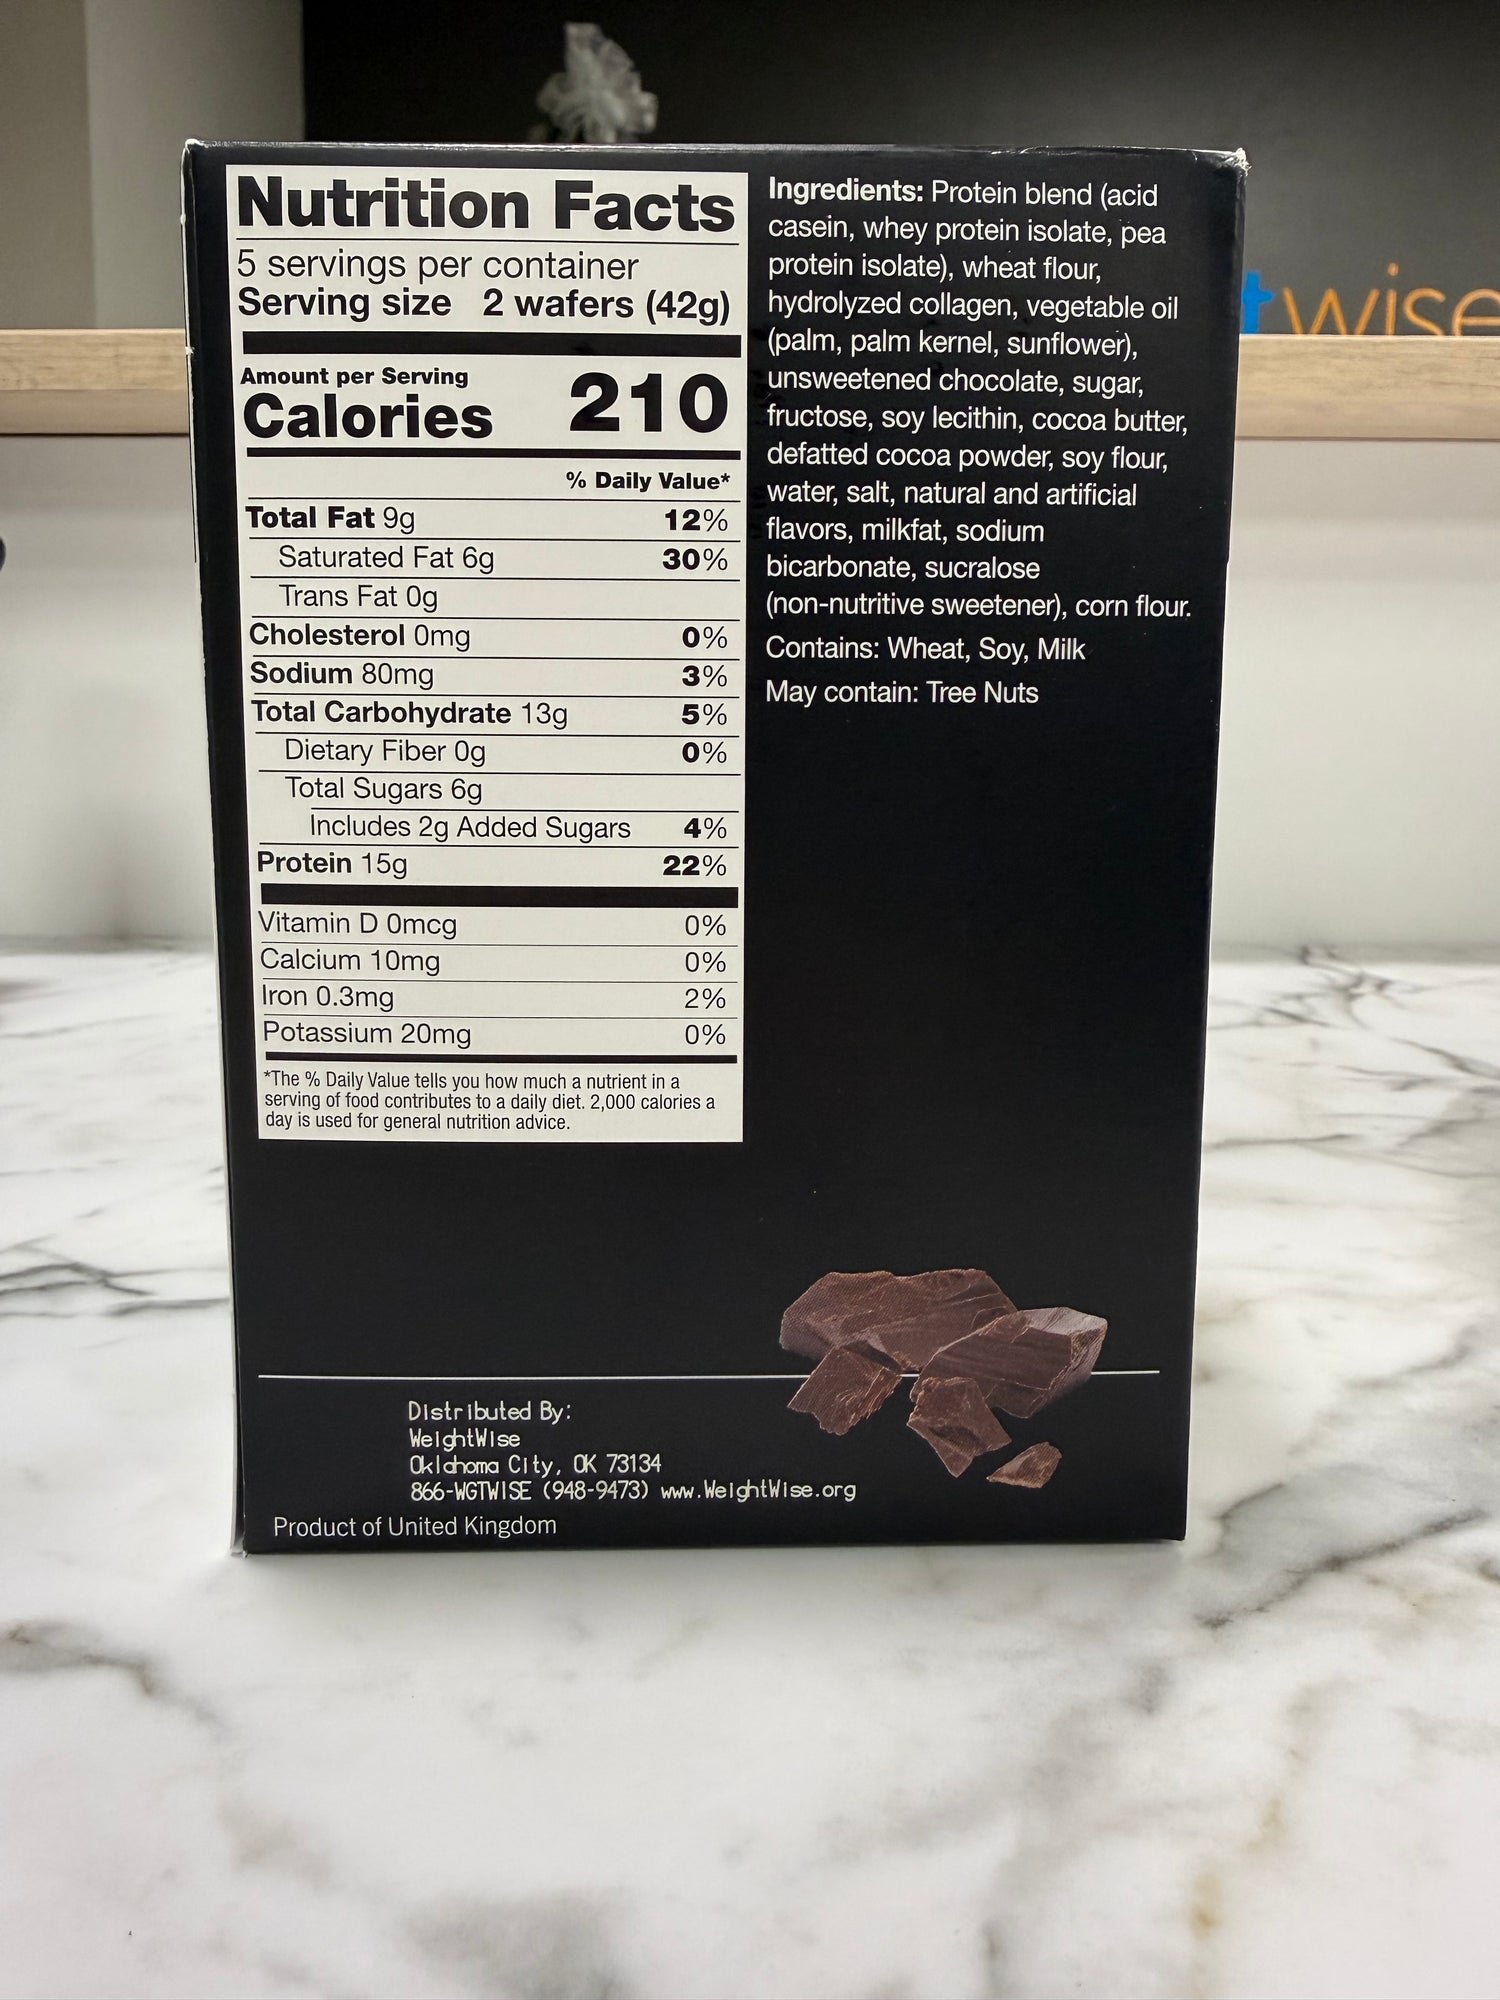 Nutrition Facts
5 servings per container
Serving size 2 wafers (42g)
Amount per Serving
Calories 210
% Daily Value*
Total Fat 9g 12%
Saturated Fat 6g 30%
Trans Fat 0g
Cholesterol 0mg 0%
Sodium 80mg 3%
Total Carbohydrate 13g 5%
Dietary Fiber 0g 0%
Total Sugars 6g
Includes 2g Added Sugars 4%
Protein 15g 22%
Vitamin D 0mcg 0%
Calcium 10mg 0%
Iron 0.3mg 2%
Potassium 20mg 0%
*The % Daily Value tells you how much a nutrient in a
serving of food contributes to a daily diet. 2,000 calories a
day is used for general nutrition advice.
Ingredients: Protein blend (acid
casein, whey protein isolate, pea
protein isolate), wheat flour,
hydrolyzed collagen, vegetable oil
(palm, palm kernel, sunflower),
unsweetened chocolate, sugar,
fructose, soy lecithin, cocoa butter,
defatted cocoa powder, soy flour,
water, salt, natural and artificial
flavors, milkfat, sodium
bicarbonate, sucralose
(non-nutritive sweetener), corn flour.
Contains: Wheat, Soy, Milk
May contain: Tree Nuts
twise
Distributed By:
WeightWise
Oklahoma City, OK 73134
866-WGTWISE (948-9473) www.WeightWise.org
Product of United Kingdom